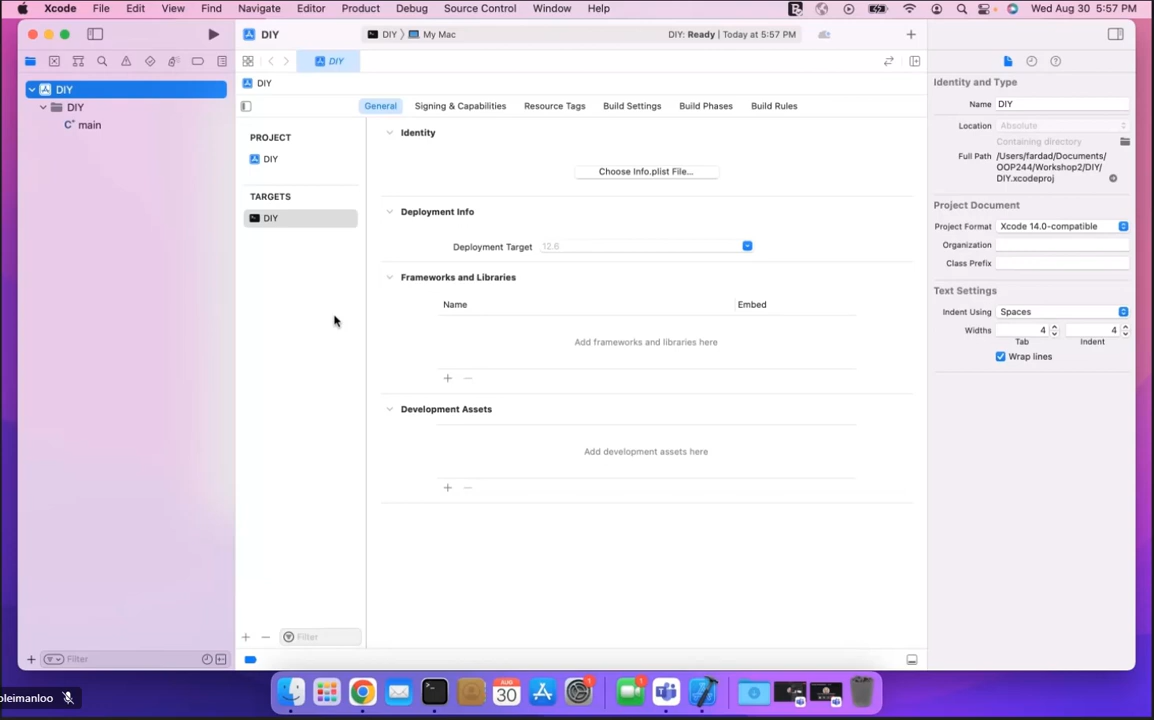 Xcode File Edit View Find Navigate Editor Product Debug Source Control Window Help Wed Aug 30 5:57 PM
DIY DIY 〉 My Mac DIY: Ready | Today at 5:57 PM
DIY
DIY
DIY
General Signing & Capabilities Resource Tags Build Settings Build Phases Build Rules
DIY
main
PROJECT
DIY
TARGETS
DIY
Identity
Choose Info.plist File...
Deployment Info
Deployment Target 12.6
Frameworks and Libraries
Name Embed
Add frameworks and libraries here
Development Assets
Add development assets here
Identity and Type
Name DIY
Location Absolute
Containing directory
Full Path /Users/fardad/Documents/
OOP244/Workshop2/DIY/
DIY.xcodeproj
Project Document
Project Format Xcode 14.0-compatible
Organization
Class Prefix
Text Settings
Indent Using Spaces
Widths 4 4
Tab Indent
Wrap lines
Filter
Filter
oleimanloo
AUG
30
1
1